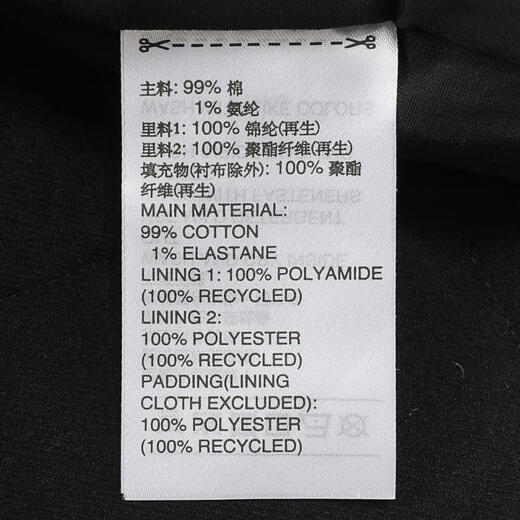 主料: 99% 棉
1% 氨纶
里料1: 100% 锦纶(再生)
里料2: 100% 聚酯纤维(再生)
填充物(衬布除外): 100% 聚酯
纤维(再生)
MAIN MATERIAL:
99% COTTON
1% ELASTANE
LINING 1: 100% POLYAMIDE
(100% RECYCLED)
LINING 2:
100% POLYESTER
(100% RECYCLED)
PADDING(LINING
CLOTH EXCLUDED):
100% POLYESTER
(100% RECYCLED)